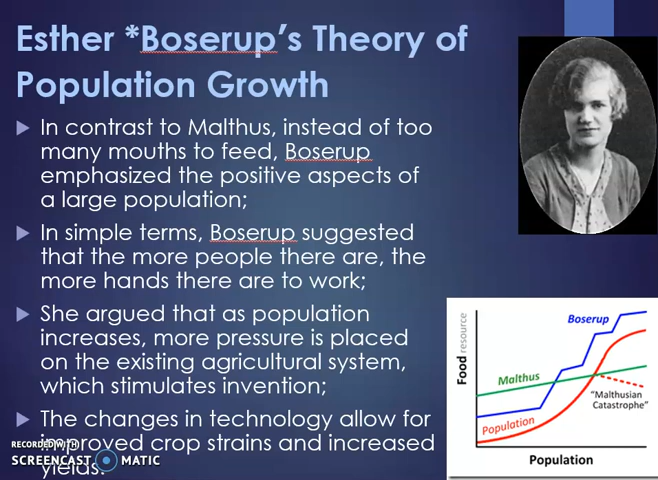 Esther *Boserup's Theory of
Population Growth
In contrast to Malthus, instead of too
many mouths to feed, Boserup
emphasized the positive aspects of
a large population;
In simple terms, Boserup suggested
that the more people there are, the
more hands there are to work;
She argued that as population
increases, more pressure is placed
on the existing agricultural system,
which stimulates invention;
The changes in technology allow for
improved crop strains and increased
yields.
RECORDED WITH
SCREENCAST MATIC
Food resource
Boserup
Malthus
Population
"Malthusian
Catastrophe"
Population